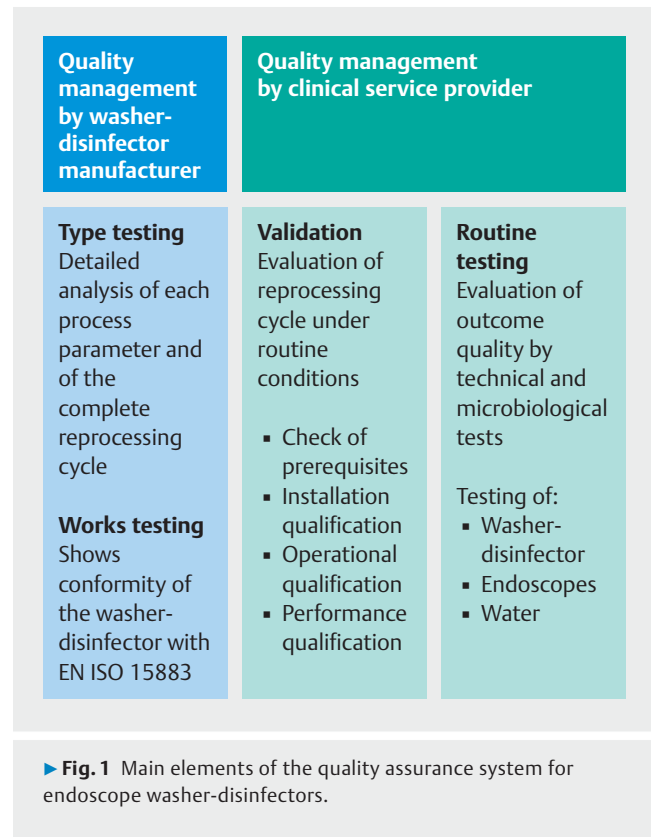 Quality
management
by washer-
disinfector
manufacturer
Quality management
by clinical service provider
Type testing
Detailed
analysis of each
process
parameter and
of the
complete
reprocessing
cycle
Works testing
Shows
conformity of
the washer-
disinfector with
EN ISO 15883
Validation
Evaluation of
reprocessing
cycle under
routine
conditions
▪ Check of
prerequisites
▪ Installation
qualification
▪ Operational
qualification
▪ Performance
qualification
Routine
testing
Evaluation of
outcome
quality by
technical and
microbiological
tests
Testing of:
▪ Washer-
disinfector
▪ Endoscopes
▪ Water
▶ Fig. 1 Main elements of the quality assurance system for
endoscope washer-disinfectors.